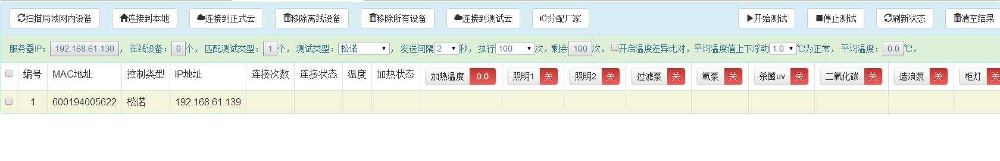 扫描局域网内设备 连接到本地 连接到正式云 移除离线设备 移除所有设备 连接到测试云 分配厂家 开始测试 停止测试 刷新状态 清空结果
服务器IP：192.168.61.130， 在线设备：0个， 匹配测试类型：1个， 测试类型：松诺， 发送间隔2秒， 执行100次，剩余100次， 开启温度差异比对，平均温度值上下浮动1.0℃为正常， 平均温度：0.0℃，
编号 MAC地址 控制类型 IP地址 连接次数 连接状态 温度 加热状态 加热温度 0.0 照明1 关 照明2 关 过滤泵 关 氧泵 关 杀菌uv 关 二氧化碳 关 造浪泵 关 柜灯 关
1 600194005622 松诺 192.168.61.139